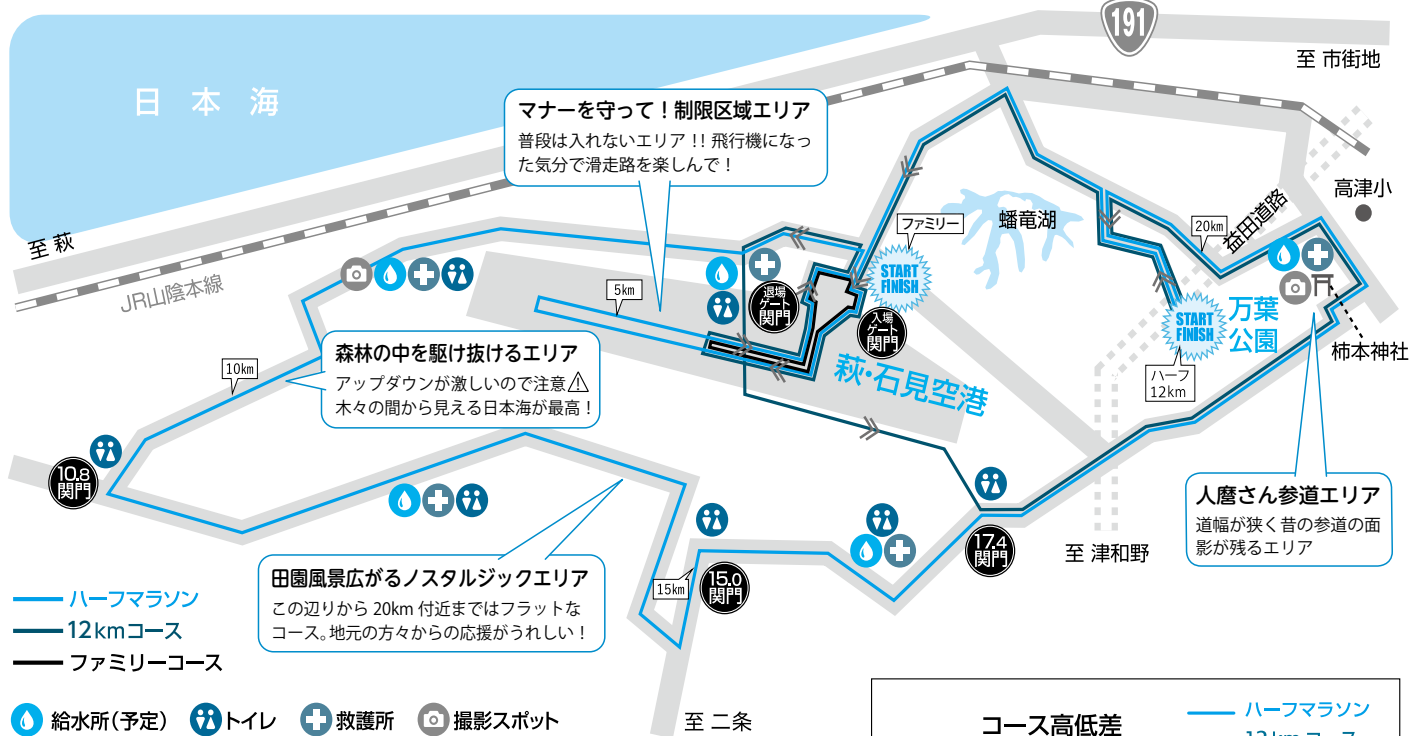 191
至 市街地
日本海
マナーを守って！制限区域エリア
普段は入れないエリア !! 飛行機になっ
た気分で滑走路を楽しんで！
高津小
益田道路
蟠竜湖
ファミリー
20km
至 萩
JR山陰本線
START
FINISH
5km
退場
ゲート
関門
入場
ゲート
関門
START
FINISH
万葉
公園
柿本神社
ハーフ
12km
萩・石見空港
森林の中を駆け抜けるエリア
アップダウンが激しいので注意⚠
木々の間から見える日本海が最高！
10km
10.8
関門
人麿さん参道エリア
道幅が狭く昔の参道の面
影が残るエリア
17.4
関門
至 津和野
田園風景広がるノスタルジックエリア
この辺りから 20km 付近まではフラットな
コース。地元の方々からの応援がうれしい！
15km
15.0
関門
ハーフマラソン
12kmコース
ファミリーコース
給水所（予定）
トイレ
救護所
撮影スポット
至 二条
コース高低差
ハーフマラソン
12kmコース